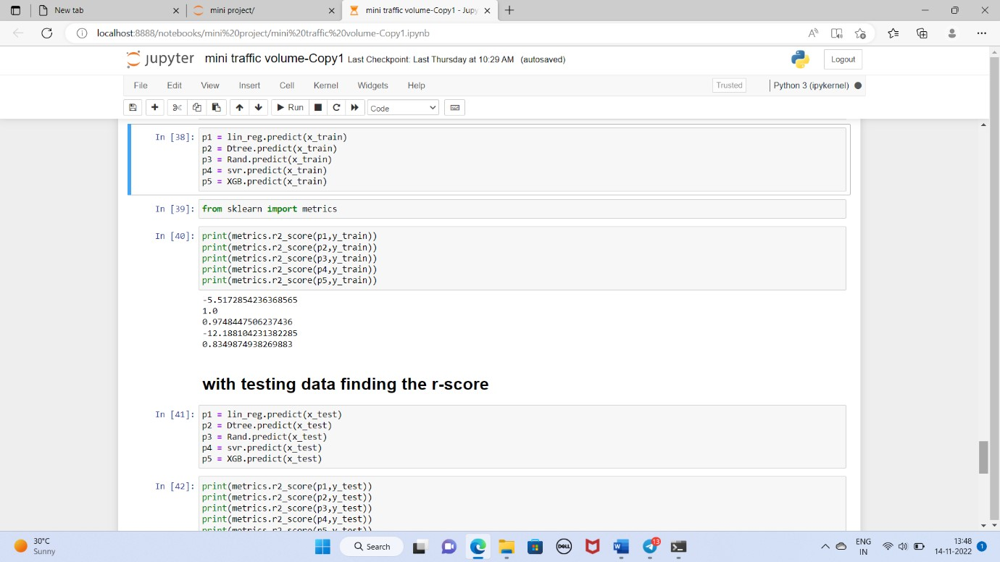 New tab
mini project/
mini traffic volume-Copy1 - Jupy
localhost:8888/notebooks/mini%20project/mini%20traffic%20volume-Copy1.ipynb
jupyter mini traffic volume-Copy1 Last Checkpoint: Last Thursday at 10:29 AM (autosaved)
Logout
File Edit View Insert Cell Kernel Widgets Help
Trusted
Python 3 (ipykernel)
Run
Code
In [38]: p1 = lin_reg.predict(x_train)
p2 = Dtree.predict(x_train)
p3 = Rand.predict(x_train)
p4 = svr.predict(x_train)
p5 = XGB.predict(x_train)
In [39]: from sklearn import metrics
In [40]: print(metrics.r2_score(p1,y_train))
print(metrics.r2_score(p2,y_train))
print(metrics.r2_score(p3,y_train))
print(metrics.r2_score(p4,y_train))
print(metrics.r2_score(p5,y_train))
-5.5172854236368565
1.0
0.9748447506237436
-12.188104231382285
0.8349874938269883
with testing data finding the r-score
In [41]: p1 = lin_reg.predict(x_test)
p2 = Dtree.predict(x_test)
p3 = Rand.predict(x_test)
p4 = svr.predict(x_test)
p5 = XGB.predict(x_test)
In [42]: print(metrics.r2_score(p1,y_test))
print(metrics.r2_score(p2,y_test))
print(metrics.r2_score(p3,y_test))
print(metrics.r2_score(p4,y_test))
print(metrics.r2_score(p5,y_test))
30°C
Sunny
Search
DELL
W
13
ENG
IN
13:48
14-11-2022
1